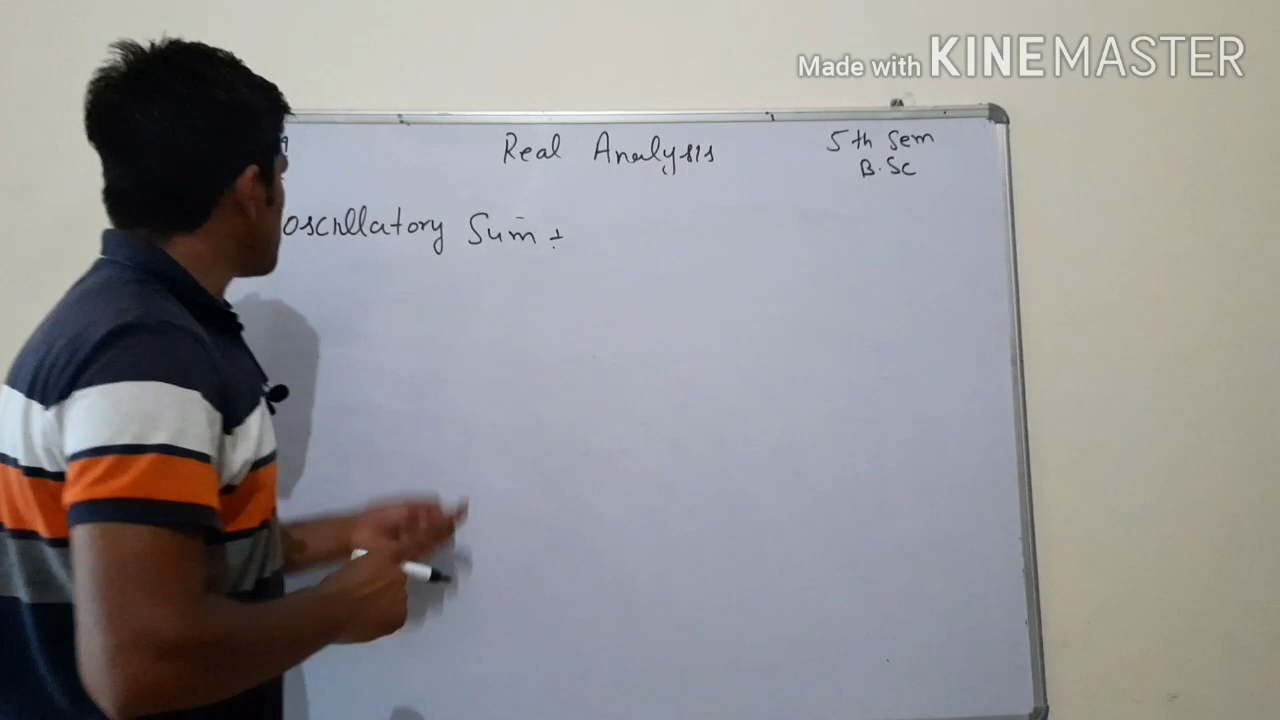 Made with KINEMASTER
Real Analysis
5th Sem
B.Sc
oscillatory Sum :